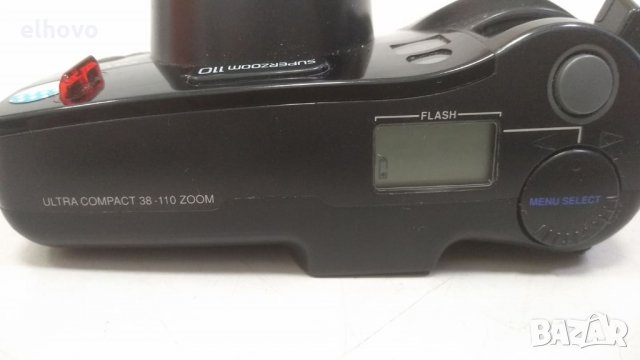 elhovo
SUPERZOOM 110
FLASH
MENU SELECT
ULTRA COMPACT 38-110 ZOOM
BAZAR